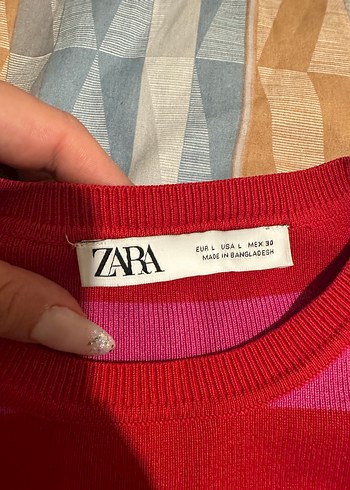 ZARA
EUR L USA L MEX 30
MADE IN BANGLADESH